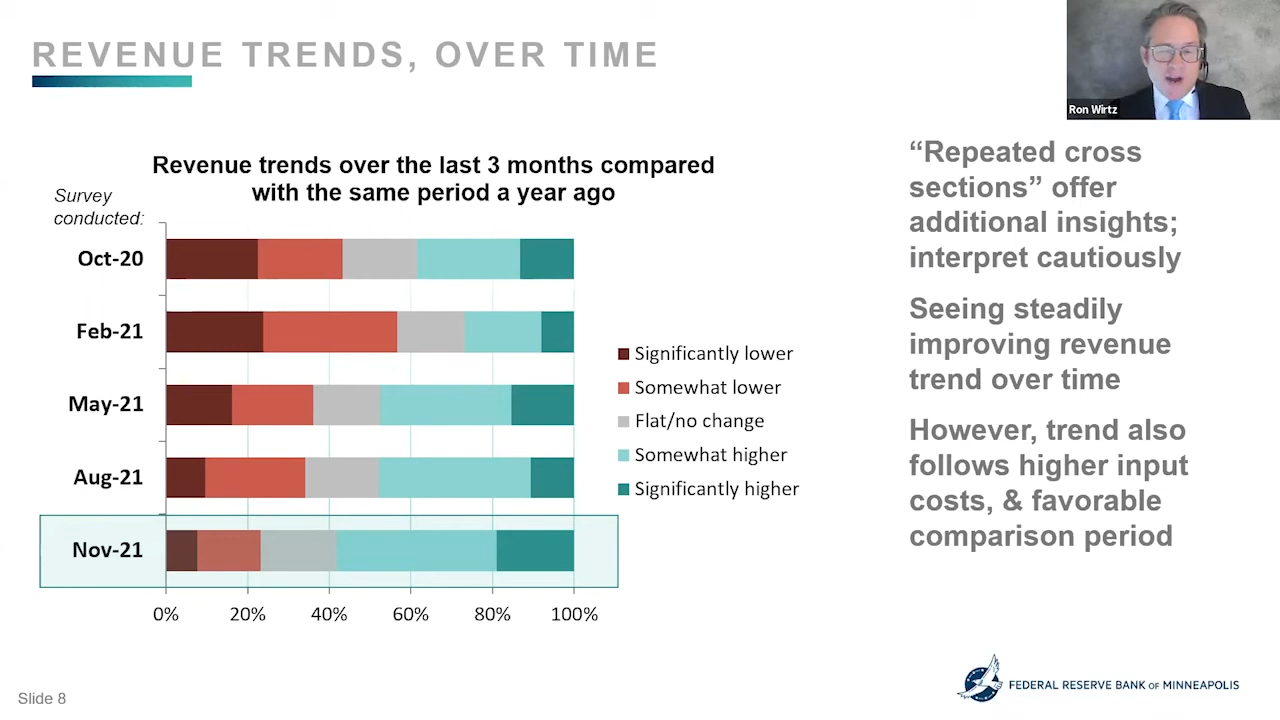 REVENUE TRENDS, OVER TIME
Ron Wirtz
Revenue trends over the last 3 months compared
with the same period a year ago
Survey
conducted:
Oct-20
Feb-21
May-21
Aug-21
Nov-21
0% 20% 40% 60% 80% 100%
Significantly lower
Somewhat lower
Flat/no change
Somewhat higher
Significantly higher
“Repeated cross
sections” offer
additional insights;
interpret cautiously
Seeing steadily
improving revenue
trend over time
However, trend also
follows higher input
costs, & favorable
comparison period
Slide 8
FEDERAL RESERVE BANK OF MINNEAPOLIS